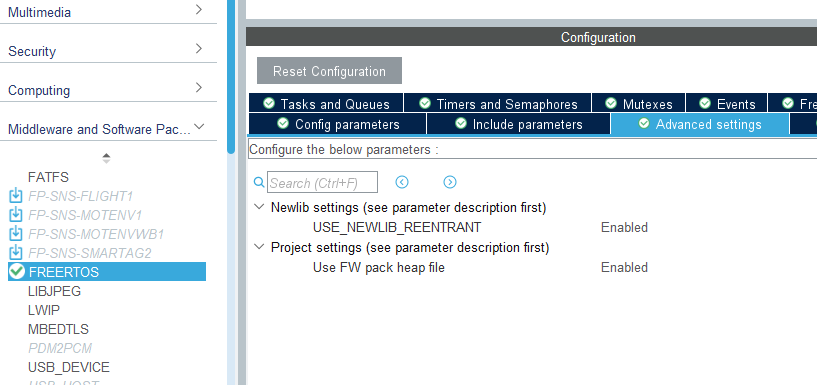 Multimedia
Security
Computing
Middleware and Software Pac...
FATFS
FP-SNS-FLIGHT1
FP-SNS-MOTENV1
FP-SNS-MOTENVWB1
FP-SNS-SMARTAG2
FREERTOS
LIBJPEG
LWIP
MBEDTLS
PDM2PCM
USB_DEVICE
USB_HOST
Configuration
Reset Configuration
Tasks and Queues Timers and Semaphores Mutexes Events Fre
Config parameters Include parameters Advanced settings
Configure the below parameters :
Search (Ctrl+F)
Newlib settings (see parameter description first)
USE_NEWLIB_REENTRANT Enabled
Project settings (see parameter description first)
Use FW pack heap file Enabled